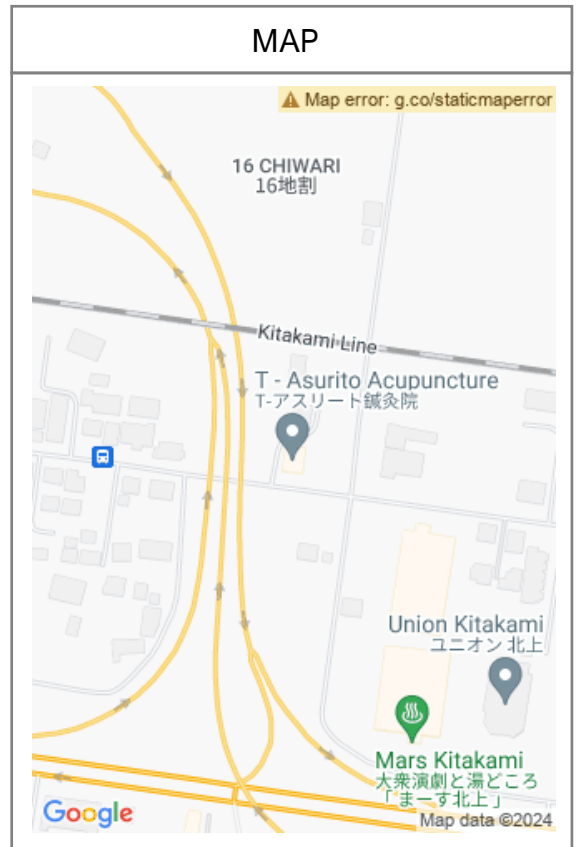 MAP
Map error: g.co/staticmaperror
16 CHIWARI
16地割
Kitakami Line
T - Asurito Acupuncture
T-アスリート鍼灸院
Union Kitakami
ユニオン 北上
Mars Kitakami
大衆演劇と湯どころ
「まーす北上」
Google
Map data ©2024